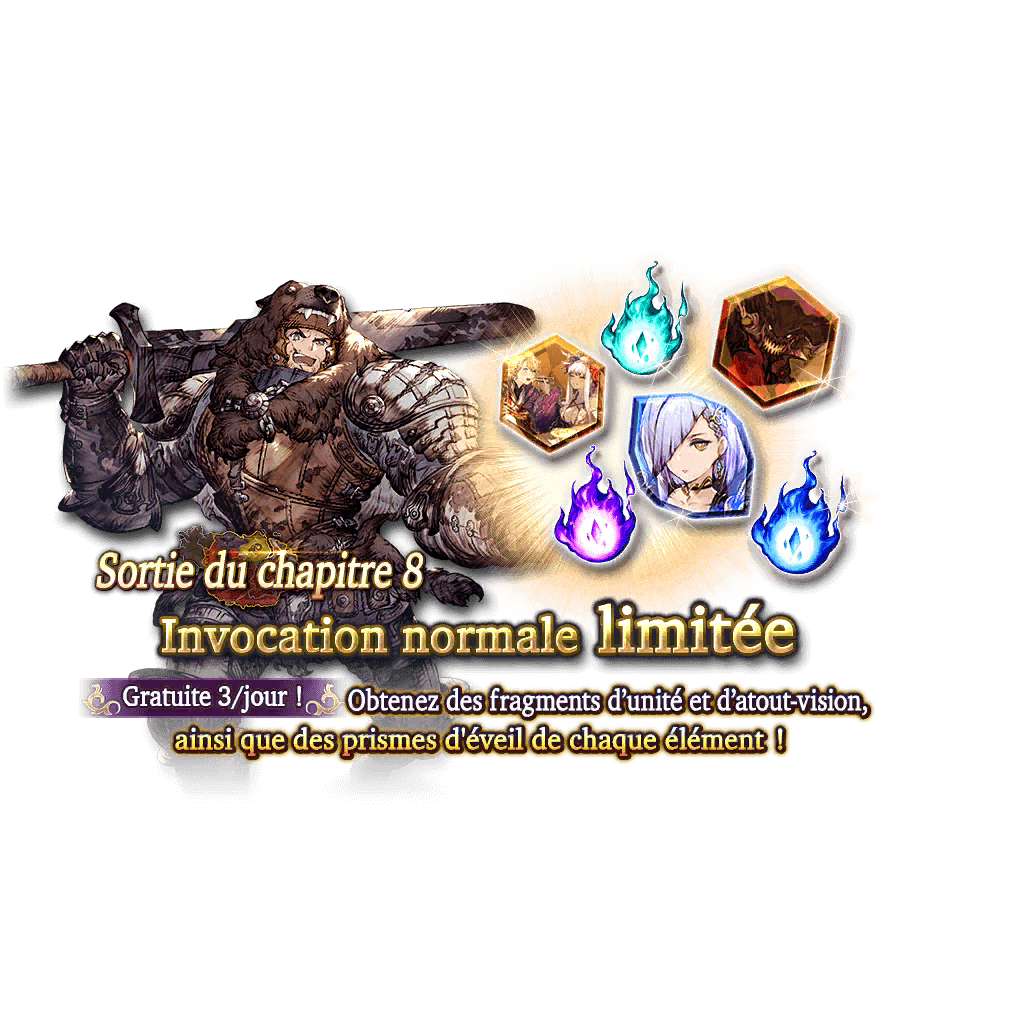 Sortie du chapitre 8
Invocation normale limitée
Gratuite 3/jour ! Obtenez des fragments d'unité et d'atout-vision,
ainsi que des prismes d'éveil de chaque élément !